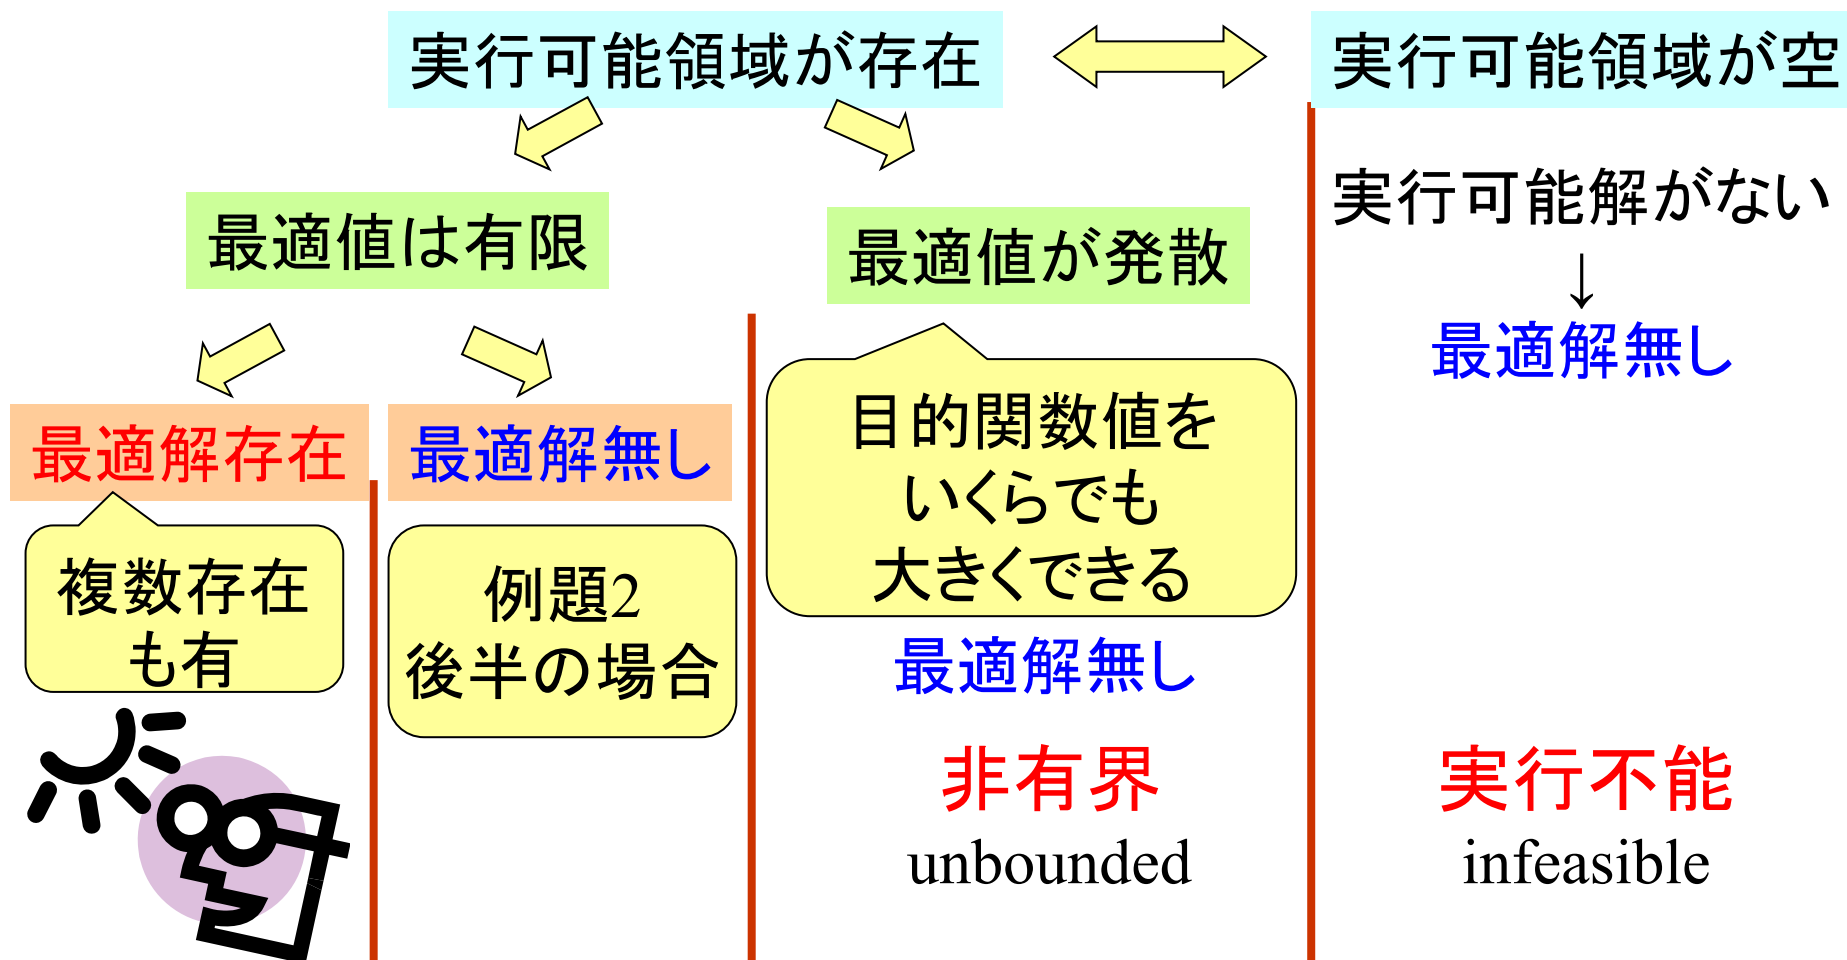 実行可能領域が存在
実行可能領域が空
最適値は有限
最適値が発散
実行可能解がない
↓
最適解無し
最適解存在
最適解無し
目的関数値を
いくらでも
大きくできる
複数存在
も有
例題2
後半の場合
最適解無し
非有界
unbounded
実行不能
infeasible